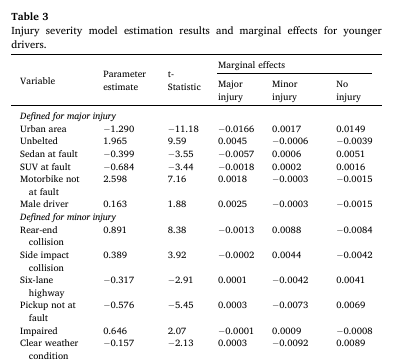 Table 3
Injury severity model estimation results and marginal effects for younger
drivers.
Variable Parameter estimate t-Statistic Marginal effects
Major injury Minor injury No injury
Defined for major injury
Urban area −1.290 −11.18 −0.0166 0.0017 0.0149
Unbelted 1.965 9.59 0.0045 −0.0006 −0.0039
Sedan at fault −0.399 −3.55 −0.0057 0.0006 0.0051
SUV at fault −0.684 −3.44 −0.0018 0.0002 0.0016
Motorbike not 2.598 7.16 0.0018 −0.0003 −0.0015
at fault
Male driver 0.163 1.88 0.0025 −0.0003 −0.0015
Defined for minor injury
Rear-end 0.891 8.38 −0.0013 0.0088 −0.0084
collision
Side impact 0.389 3.92 −0.0002 0.0044 −0.0042
collision
Six-lane −0.317 −2.91 0.0001 −0.0042 0.0041
highway
Pickup not at −0.576 −5.45 0.0003 −0.0073 0.0069
fault
Impaired 0.646 2.07 −0.0001 0.0009 −0.0008
Clear weather −0.157 −2.13 0.0003 −0.0092 0.0089
condition